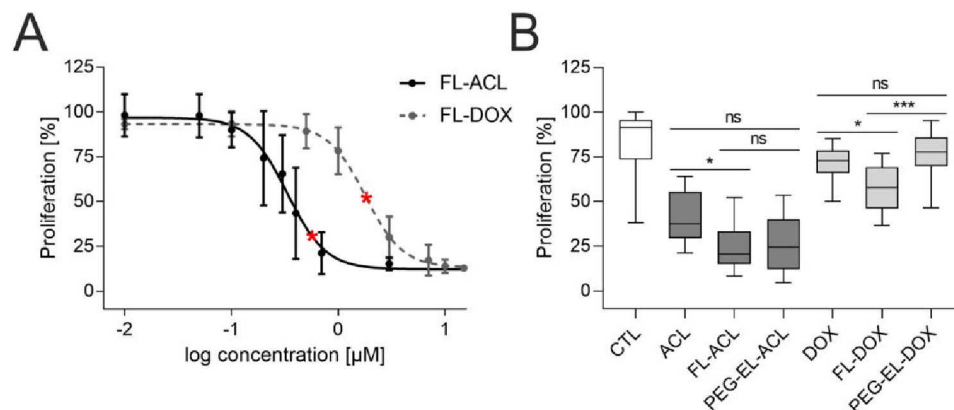 A
Proliferation [%]
125
100
75
50
25
0
-2
-1
0
1
log concentration [µM]
FL-ACL
FL-DOX
*
*
B
Proliferation [%]
125
100
75
50
25
0
ns
ns
*
ns
***
*
CTL
ACL
FL-ACL
PEG-EL-ACL
DOX
FL-DOX
PEG-EL-DOX